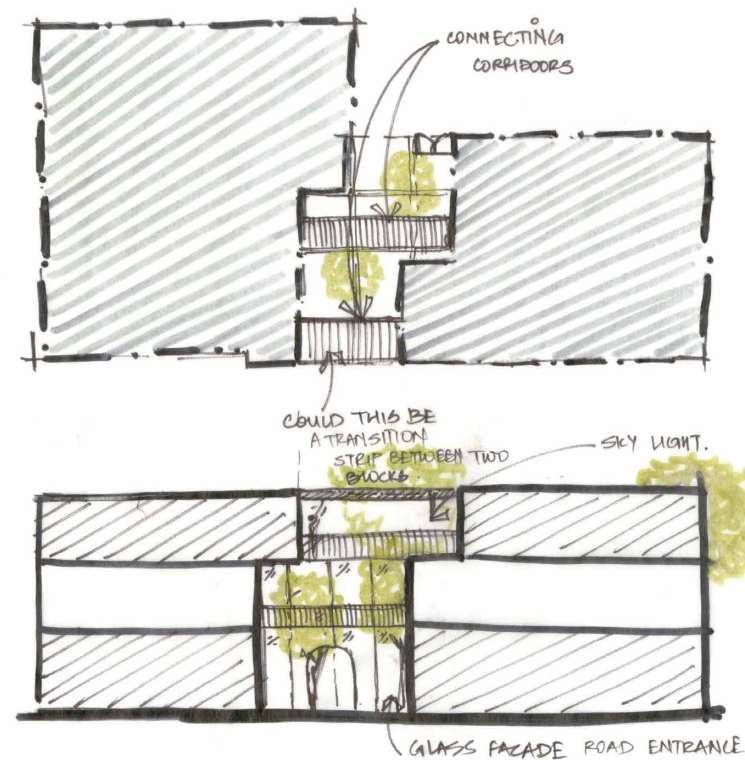 CONNECTING
CORRIDOORS
COULD THIS BE
A TRANSITION
STRIP BETWEEN TWO
BLOCKS
SKY LIGHT.
GLASS FACADE ROAD ENTRANCE